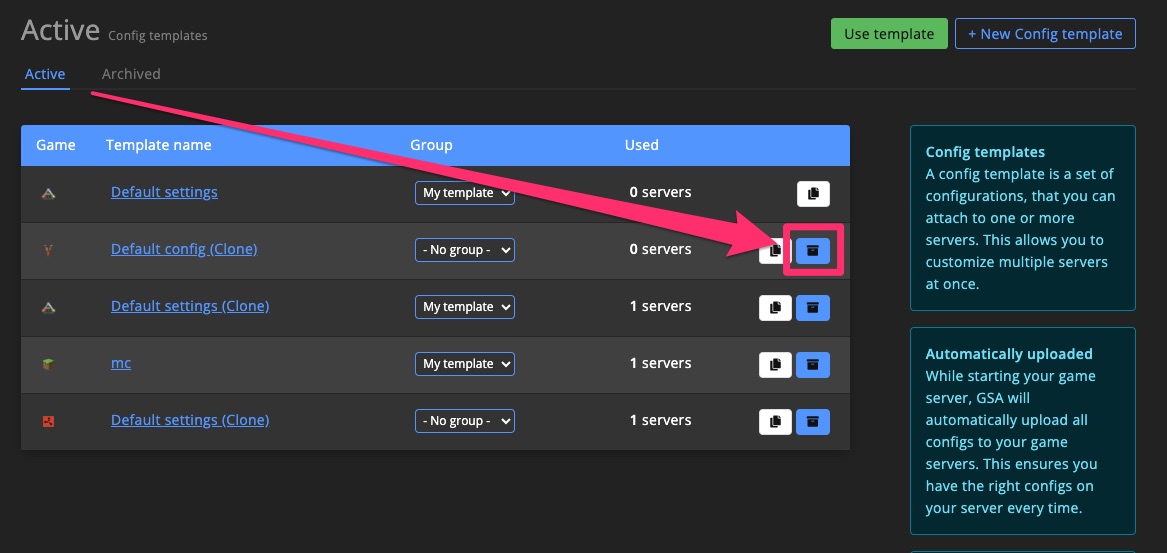 Active Config templates
Use template
+ New Config template
Active
Archived
Game Template name Group Used
Default settings My template 0 servers
Default config (Clone) - No group - 0 servers
Default settings (Clone) My template 1 servers
mc My template 1 servers
Default settings (Clone) - No group - 1 servers
Config templates
A config template is a set of
configurations, that you can
attach to one or more
servers. This allows you to
customize multiple servers
at once.
Automatically uploaded
While starting your game
server, GSA will
automatically upload all
configs to your game
servers. This ensures you
have the right configs on
your server every time.